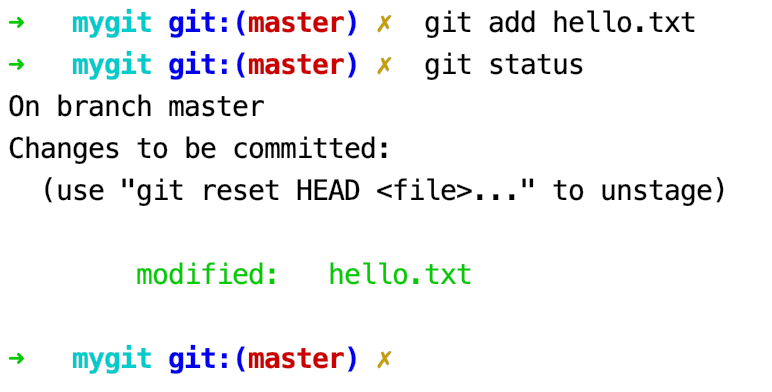 ➜   mygit git:(master) ✗  git add hello.txt
➜   mygit git:(master) ✗  git status
On branch master
Changes to be committed:
  (use "git reset HEAD <file>..." to unstage)
        modified:   hello.txt
➜   mygit git:(master) ✗